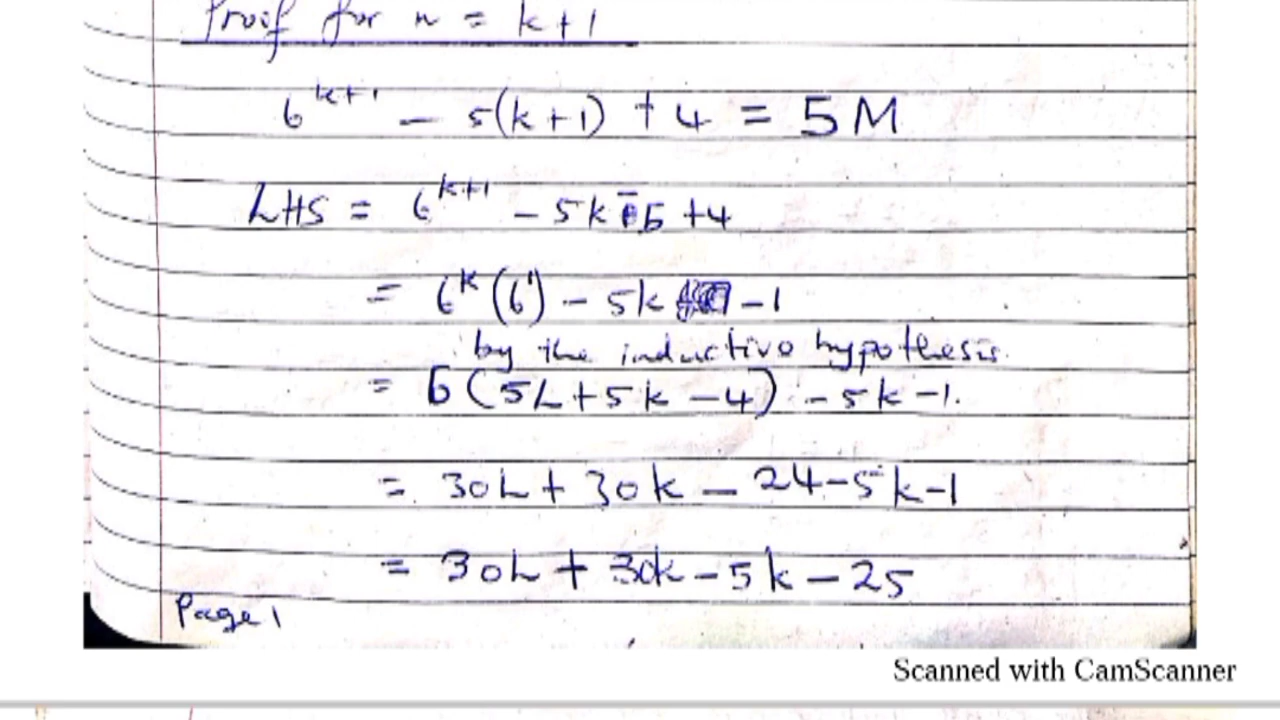 Proof for n = k+1
6^{k+1} - 5(k+1) + 4 = 5M
LHS = 6^{k+1} - 5k - 5 + 4
= 6^k (6^1) - 5k - 1
by the inductive hypothesis
= 6(5L + 5k - 4) - 5k - 1.
= 30L + 30k - 24 - 5k - 1
= 30L + 30k - 5k - 25
Page 1
Scanned with CamScanner